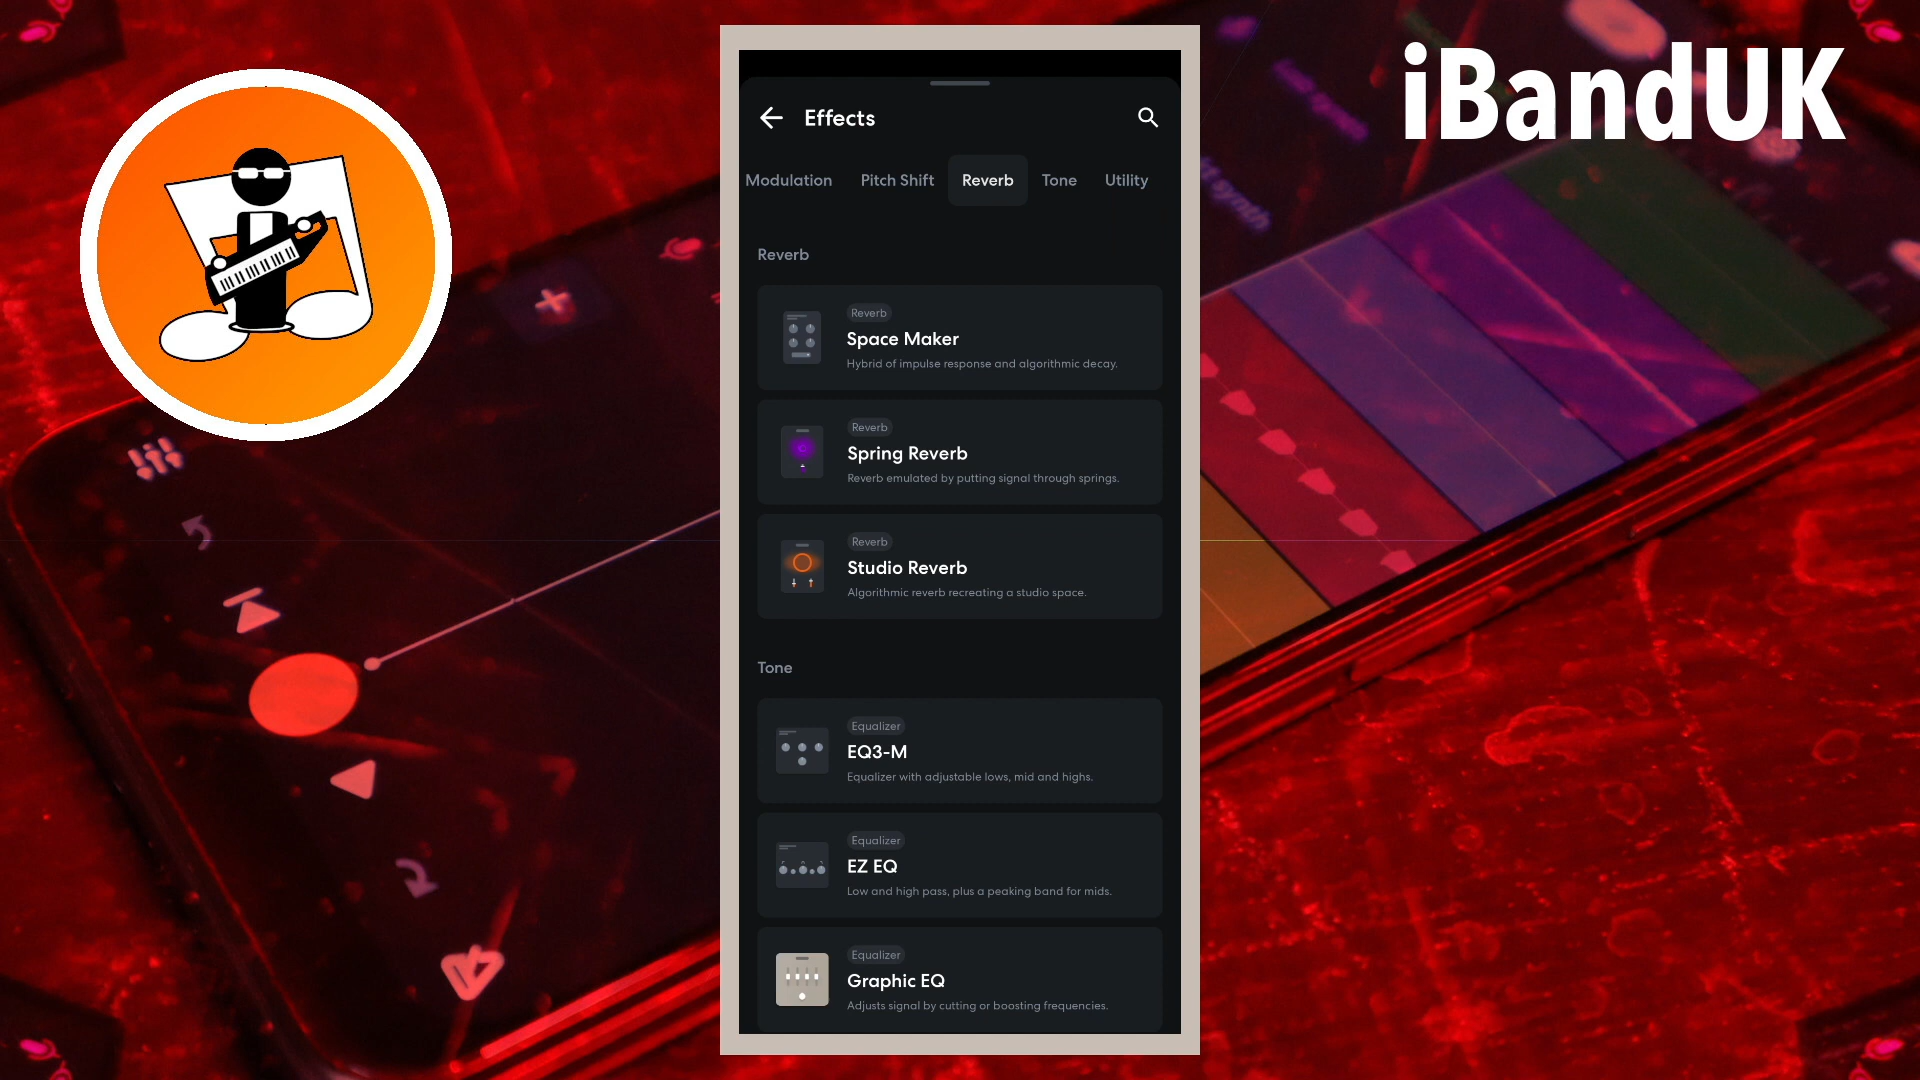 iBandUK
Effects
Modulation Pitch Shift Reverb Tone Utility
Reverb
Reverb
Space Maker
Hybrid of impulse response and algorithmic decay.
Reverb
Spring Reverb
Reverb emulated by putting signal through springs.
Reverb
Studio Reverb
Algorithmic reverb recreating a studio space.
Tone
Equalizer
EQ3-M
Equalizer with adjustable lows, mid and highs.
Equalizer
EZ EQ
Low and high pass, plus a peaking band for mids.
Equalizer
Graphic EQ
Adjusts signal by cutting or boosting frequencies.